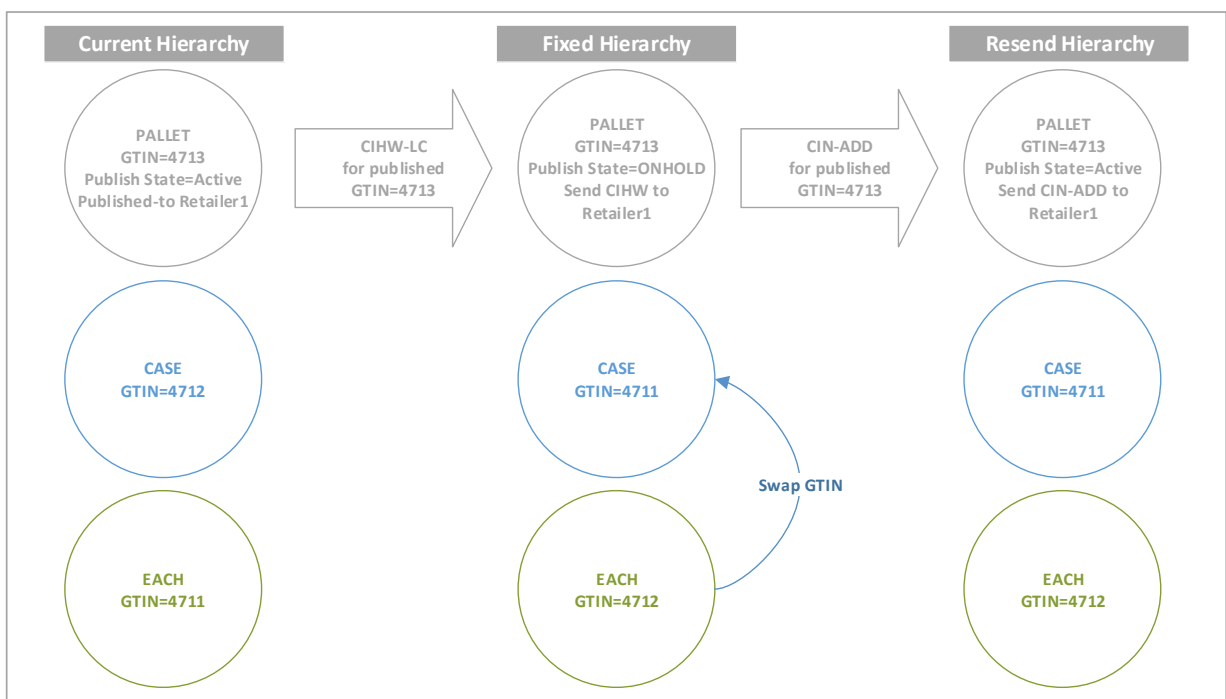 Current Hierarchy
Fixed Hierarchy
Resend Hierarchy
PALLET
GTIN=4713
Publish State=Active
Published-to Retailer1
CIHW-LC
for published
GTIN=4713
PALLET
GTIN=4713
Publish State=ONHOLD
Send CIHW to
Retailer1
CIN-ADD
for published
GTIN=4713
PALLET
GTIN=4713
Publish State=Active
Send CIN-ADD to
Retailer1
CASE
GTIN=4712
CASE
GTIN=4711
CASE
GTIN=4711
Swap GTIN
EACH
GTIN=4711
EACH
GTIN=4712
EACH
GTIN=4712